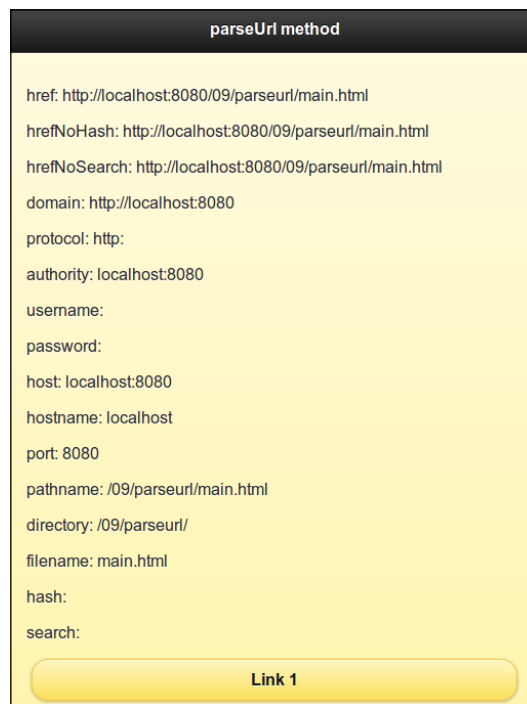 parseUrl method
href: http://localhost:8080/09/parseurl/main.html
hrefNoHash: http://localhost:8080/09/parseurl/main.html
hrefNoSearch: http://localhost:8080/09/parseurl/main.html
domain: http://localhost:8080
protocol: http:
authority: localhost:8080
username:
password:
host: localhost:8080
hostname: localhost
port: 8080
pathname: /09/parseurl/main.html
directory: /09/parseurl/
filename: main.html
hash:
search:
Link 1